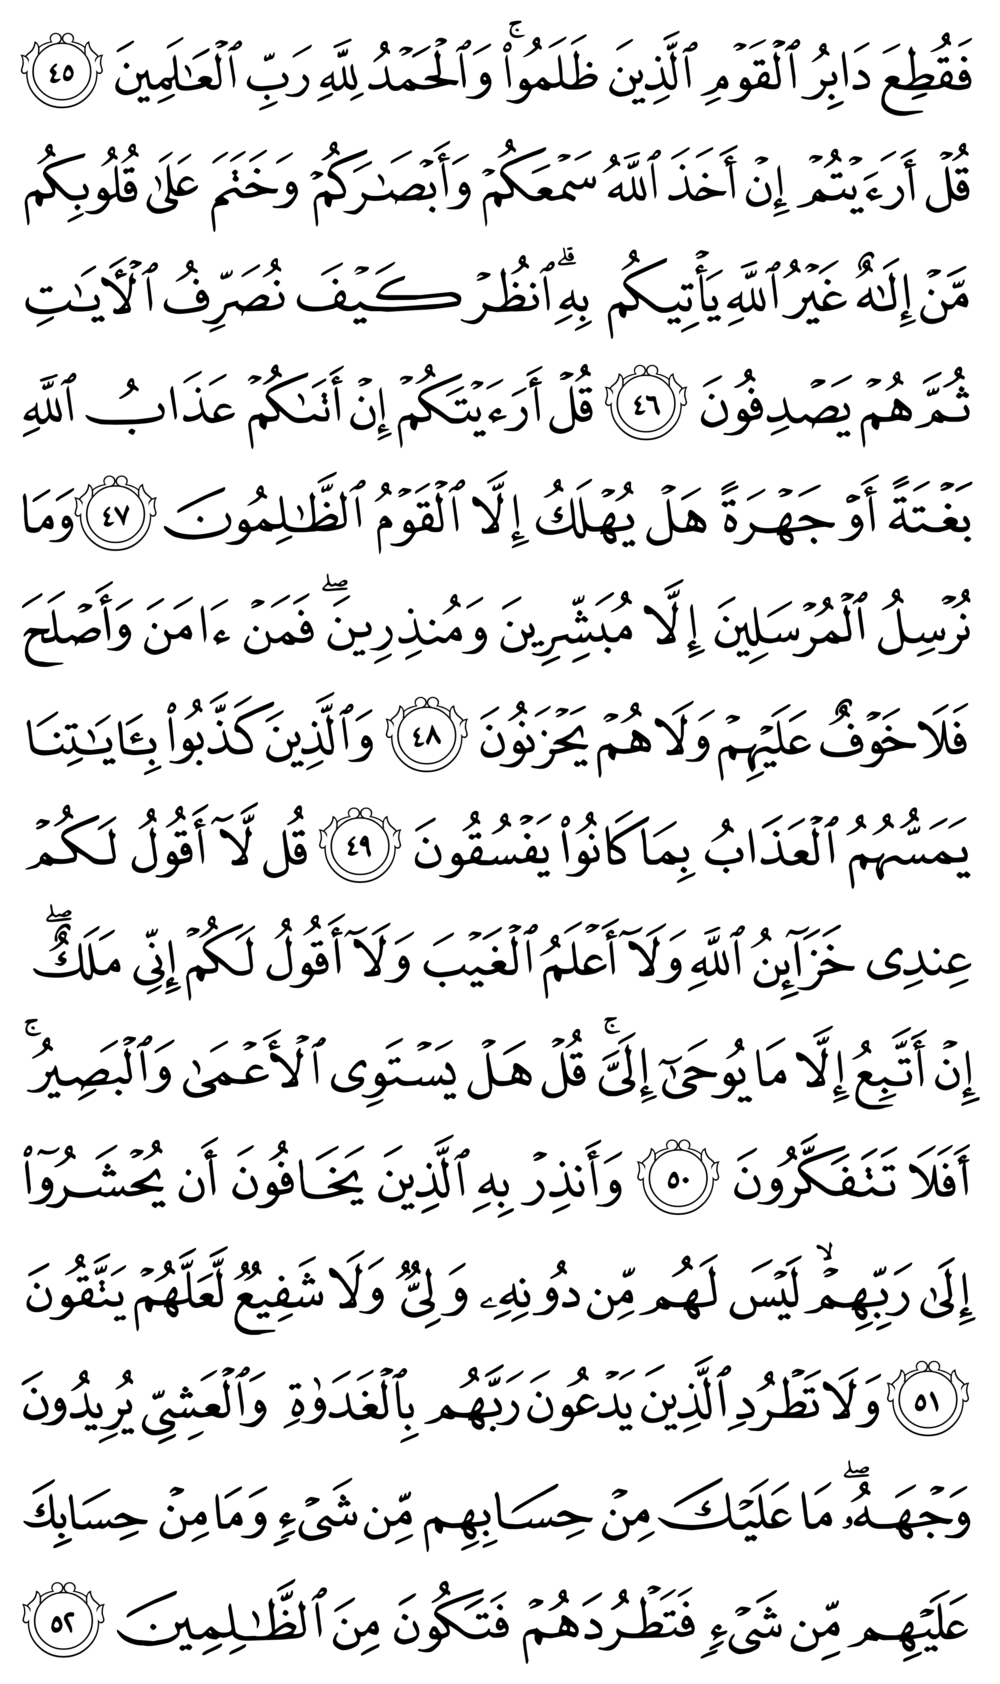 فَقُطِعَ دَابِرُ ٱلْقَوْمِ ٱلَّذِينَ ظَلَمُوا۟ ۚ وَٱلْحَمْدُ لِلَّهِ رَبِّ ٱلْعَـٰلَمِينَ ٤٥
قُلْ أَرَءَيْتُمْ إِنْ أَخَذَ ٱللَّهُ سَمْعَكُمْ وَأَبْصَـٰرَكُمْ وَخَتَمَ عَلَىٰ قُلُوبِكُم
مَّنْ إِلَـٰهٌ غَيْرُ ٱللَّهِ يَأْتِيكُم بِهِ ۗ ٱنظُرْ كَيْفَ نُصَرِّفُ ٱلْـَٔايَـٰتِ
ثُمَّ هُمْ يَصْدِفُونَ ٤٦ قُلْ أَرَءَيْتَكُمْ إِنْ أَتَىٰكُمْ عَذَابُ ٱللَّهِ
بَغْتَةً أَوْ جَهْرَةً هَلْ يُهْلَكُ إِلَّا ٱلْقَوْمُ ٱلظَّـٰلِمُونَ ٤٧ وَمَا
نُرْسِلُ ٱلْمُرْسَلِينَ إِلَّا مُبَشِّرِينَ وَمُنذِرِينَ ۖ فَمَنْ ءَامَنَ وَأَصْلَحَ
فَلَا خَوْفٌ عَلَيْهِمْ وَلَا هُمْ يَحْزَنُونَ ٤٨ وَٱلَّذِينَ كَذَّبُوا۟ بِـَٔايَـٰتِنَا
يَمَسُّهُمُ ٱلْعَذَابُ بِمَا كَانُوا۟ يَفْسُقُونَ ٤٩ قُل لَّآ أَقُولُ لَكُمْ
عِندِى خَزَآئِنُ ٱللَّهِ وَلَآ أَعْلَمُ ٱلْغَيْبَ وَلَآ أَقُولُ لَكُمْ إِنِّى مَلَكٌ ۖ
إِنْ أَتَّبِعُ إِلَّا مَا يُوحَىٰٓ إِلَىَّ ۚ قُلْ هَلْ يَسْتَوِى ٱلْأَعْمَىٰ وَٱلْبَصِيرُ ۚ
أَفَلَا تَتَفَكَّرُونَ ٥٠ وَأَنذِرْ بِهِ ٱلَّذِينَ يَخَافُونَ أَن يُحْشَرُوٓا۟
إِلَىٰ رَبِّهِمْ ۙ لَيْسَ لَهُم مِّن دُونِهِۦ وَلِىٌّ وَلَا شَفِيعٌ لَّعَلَّهُمْ يَتَّقُونَ
٥١ وَلَا تَطْرُدِ ٱلَّذِينَ يَدْعُونَ رَبَّهُم بِٱلْغَدَوٰةِ وَٱلْعَشِىِّ يُرِيدُونَ
وَجْهَهُۥ ۖ مَا عَلَيْكَ مِنْ حِسَابِهِم مِّن شَىْءٍ وَمَا مِنْ حِسَابِكَ
عَلَيْهِم مِّن شَىْءٍ فَتَطْرُدَهُمْ فَتَكُونَ مِنَ ٱلظَّـٰلِمِينَ ٥٢